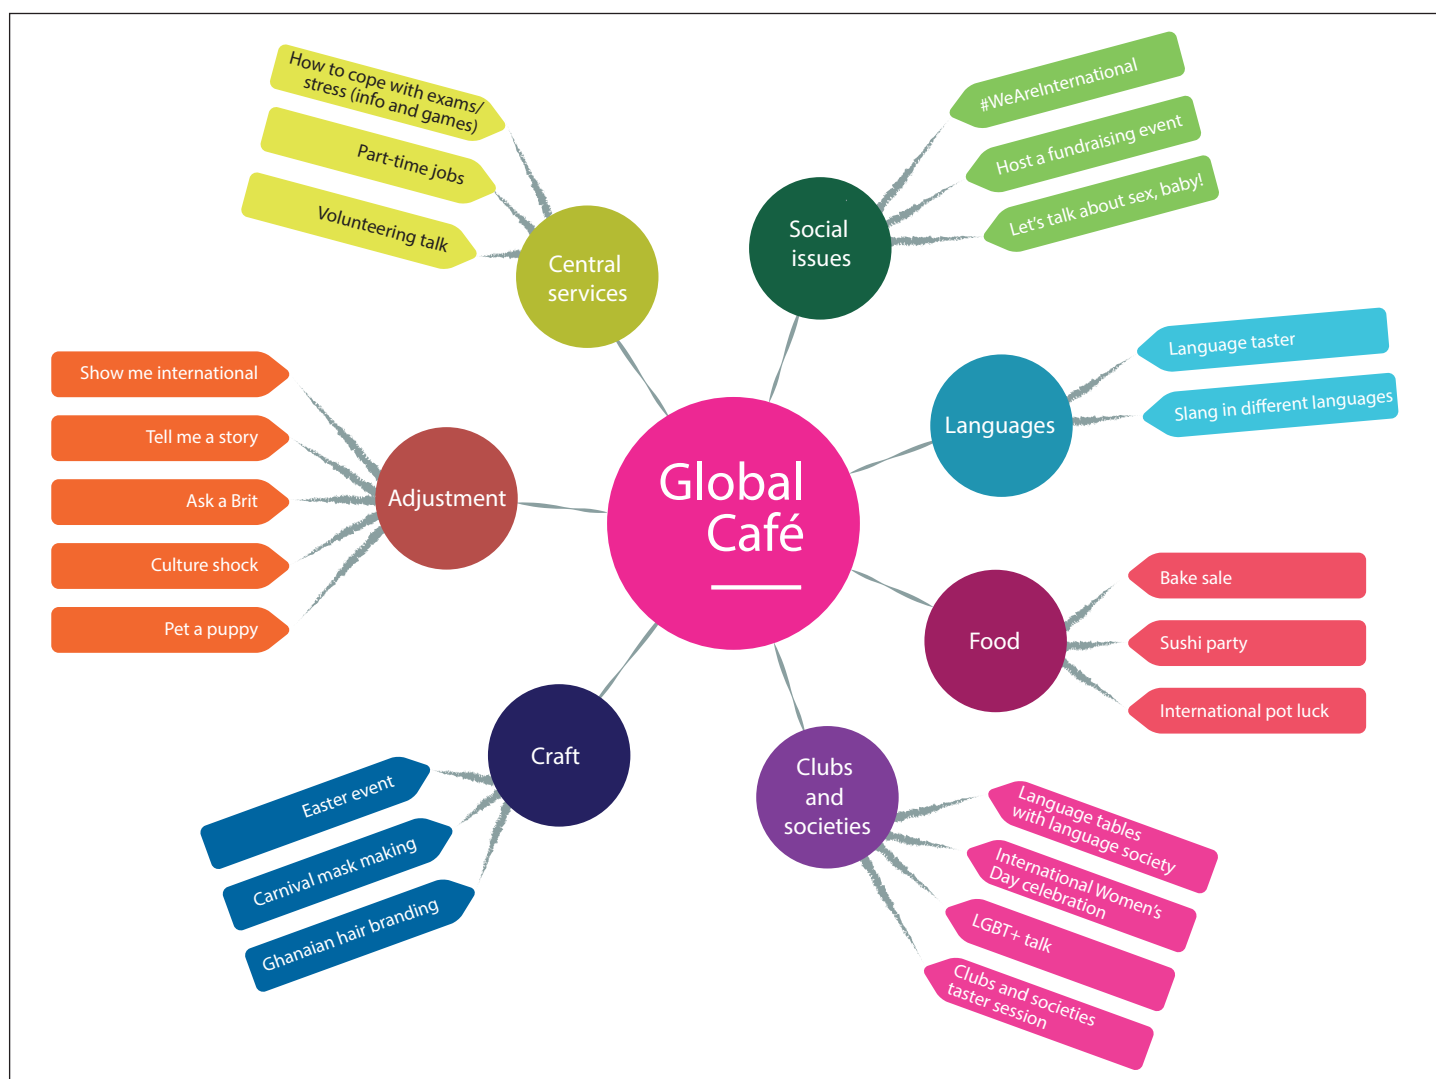 Global
Café
Central
services
How to cope with exams/
stress (info and games)
Part-time jobs
Volunteering talk
Social
issues
#WeAreInternational
Host a fundraising event
Let's talk about sex, baby!
Languages
Language taster
Slang in different languages
Food
Bake sale
Sushi party
International pot luck
Clubs
and
societies
Language tables
with language society
International Women's
Day celebration
LGBT+ talk
Clubs and societies
taster session
Craft
Easter event
Carnival mask making
Ghanaian hair branding
Adjustment
Show me international
Tell me a story
Ask a Brit
Culture shock
Pet a puppy